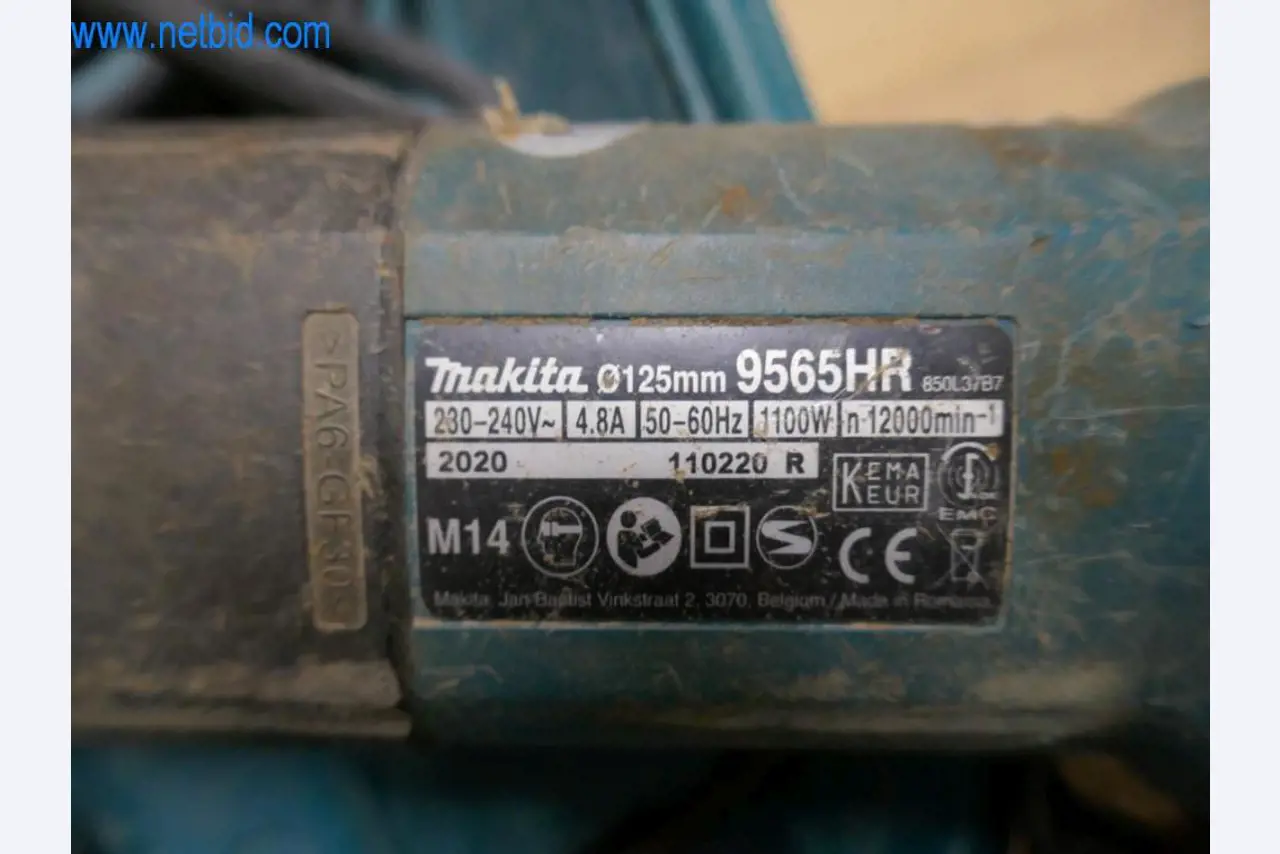 www.netbid.com
>PA6-GF30<
makita Ø125mm 9565HR 850L37B7
230-240V~ 4.8A 50-60Hz 1100W n 12000min-1
2020 110220 R
KEMA
KEUR
EMC
M14
CE
Makita, Jan-Baptist Vinkstraat 2, 3070, Belgium / Made in Romania